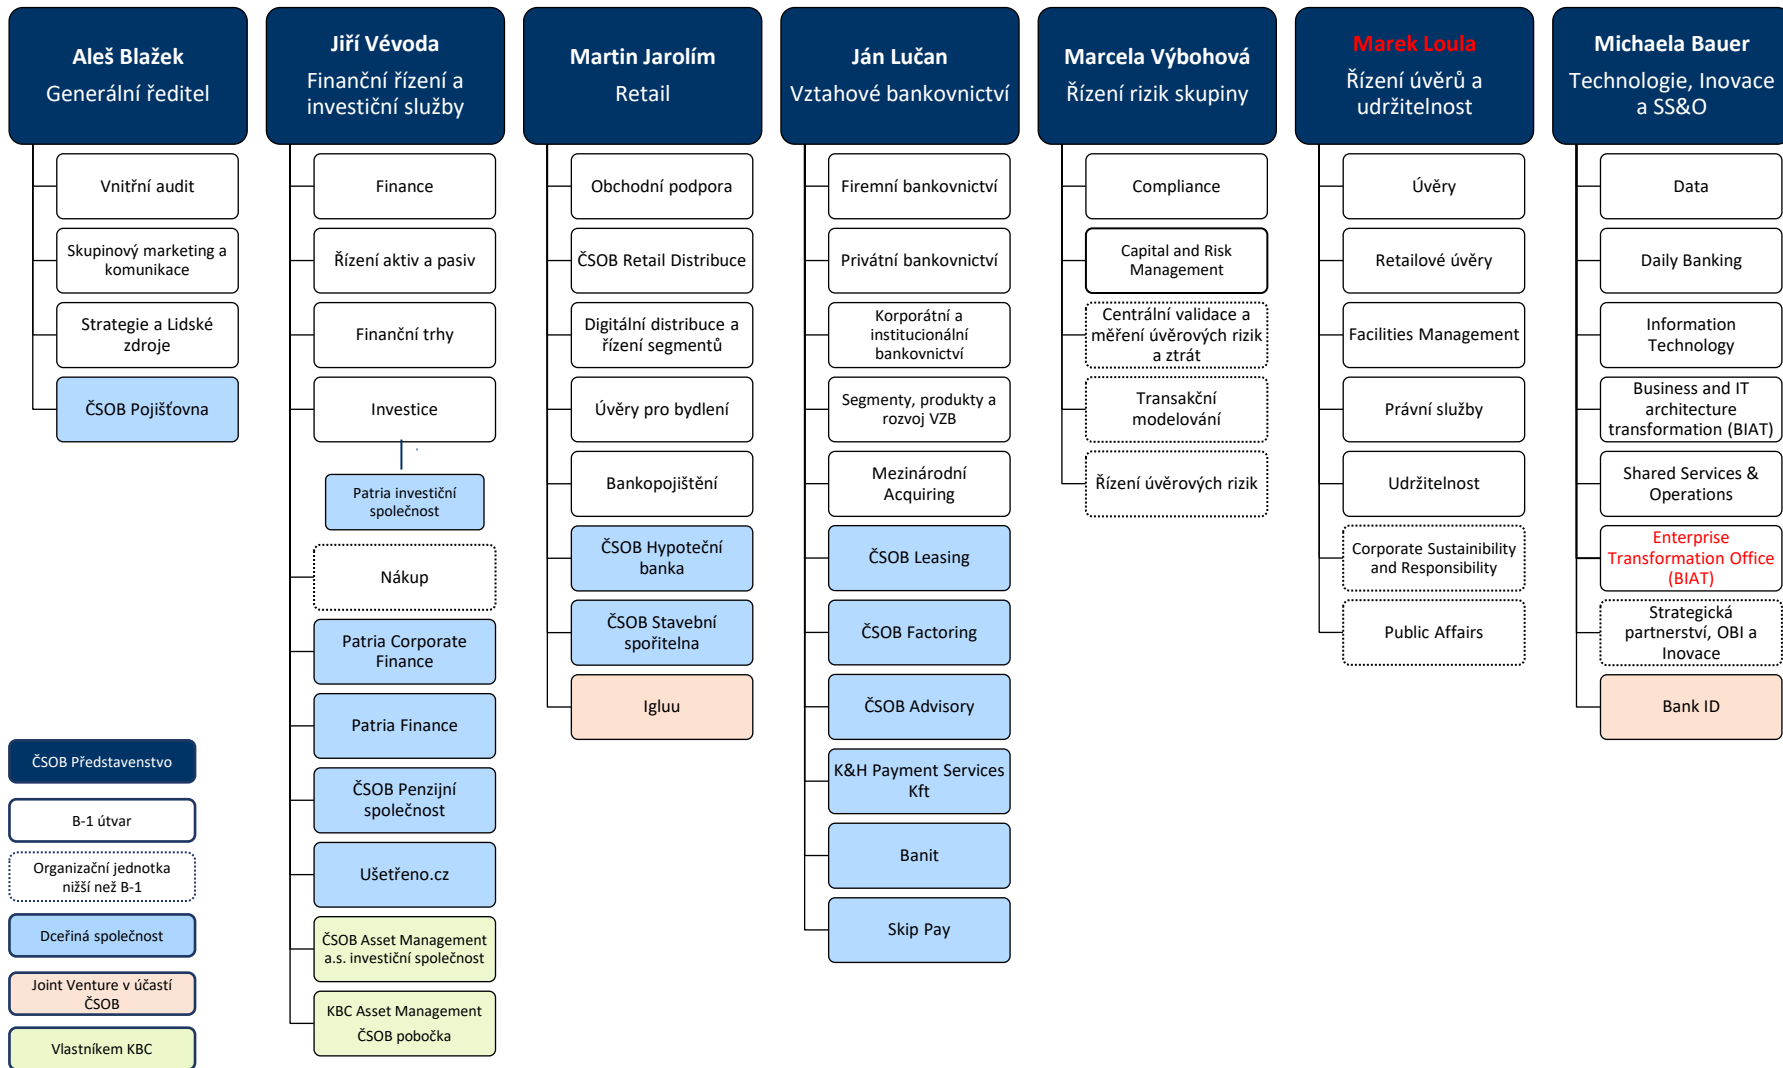 Aleš Blažek
Generální ředitel
Vnitřní audit
Skupinový marketing a
komunikace
Strategie a Lidské
zdroje
ČSOB Pojišťovna
Jiří Vévoda
Finanční řízení a
investiční služby
Finance
Řízení aktiv a pasiv
Finanční trhy
Investice
Patria investiční
společnost
Nákup
Patria Corporate
Finance
Patria Finance
ČSOB Penzijní
společnost
Ušetřeno.cz
ČSOB Asset Management
a.s. investiční společnost
KBC Asset Management
ČSOB pobočka
Martin Jarolím
Retail
Obchodní podpora
ČSOB Retail Distribuce
Digitální distribuce a
řízení segmentů
Úvěry pro bydlení
Bankopojištění
ČSOB Hypoteční
banka
ČSOB Stavební
spořitelna
Igluu
Ján Lučan
Vztahové bankovnictví
Firemní bankovnictví
Privátní bankovnictví
Korporátní a
institucionální
bankovnictví
Segmenty, produkty a
rozvoj VZB
Mezinárodní
Acquiring
ČSOB Leasing
ČSOB Factoring
ČSOB Advisory
K&H Payment Services
Kft
Banit
Skip Pay
Marcela Výbohová
Řízení rizik skupiny
Compliance
Capital and Risk
Management
Centrální validace a
měření úvěrových rizik
a ztrát
Transakční
modelování
Řízení úvěrových rizik
Marek Loula
Řízení úvěrů a
udržitelnost
Úvěry
Retailové úvěry
Facilities Management
Právní služby
Udržitelnost
Corporate Sustainibility
and Responsibility
Public Affairs
Michaela Bauer
Technologie, Inovace
a SS&O
Data
Daily Banking
Information
Technology
Business and IT
architecture
transformation (BIAT)
Shared Services &
Operations
Enterprise
Transformation Office
(BIAT)
Strategická
partnerství, OBI a
Inovace
Bank ID
ČSOB Představenstvo
B-1 útvar
Organizační jednotka
nižší než B-1
Dceřiná společnost
Joint Venture v účastí
ČSOB
Vlastníkem KBC